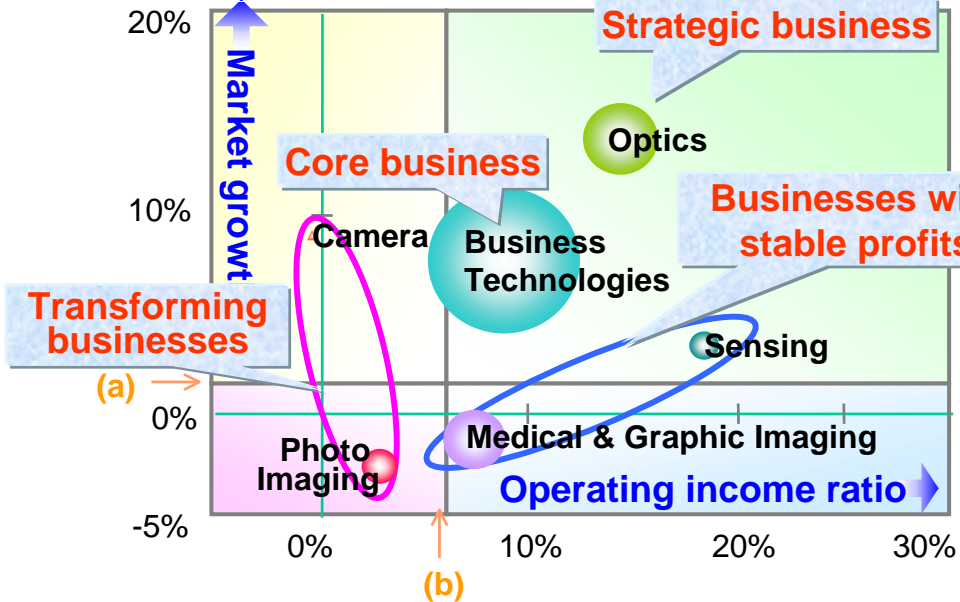 20%
Strategic business
Market growt
Optics
Core business
10%
Businesses wi
stable profits
Camera
Business
Technologies
Transforming
businesses
Sensing
(a)
0%
Photo
Imaging
Medical & Graphic Imaging
Operating income ratio
-5%
0%
10%
20%
30%
(b)